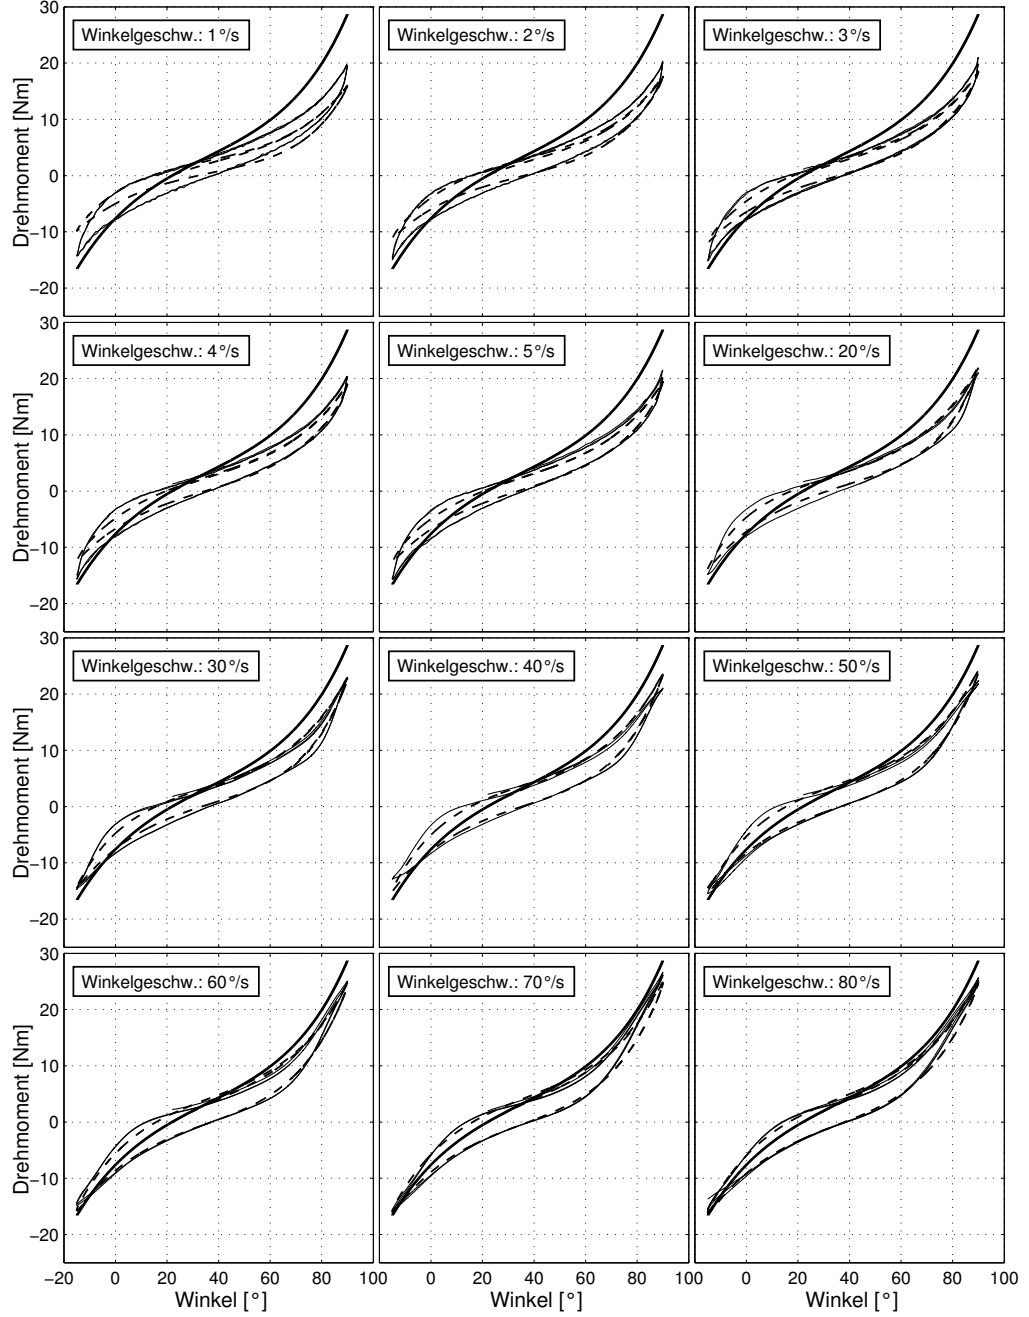 30
20
10
0
−10
−20
Drehmoment [Nm]
Winkelgeschw.: 1°/s
Winkelgeschw.: 2°/s
Winkelgeschw.: 3°/s
30
20
10
0
−10
−20
Drehmoment [Nm]
Winkelgeschw.: 4°/s
Winkelgeschw.: 5°/s
Winkelgeschw.: 20°/s
30
20
10
0
−10
−20
Drehmoment [Nm]
Winkelgeschw.: 30°/s
Winkelgeschw.: 40°/s
Winkelgeschw.: 50°/s
30
20
10
0
−10
−20
Drehmoment [Nm]
Winkelgeschw.: 60°/s
Winkelgeschw.: 70°/s
Winkelgeschw.: 80°/s
−20 0 20 40 60 80 100 0 20 40 60 80 100 0 20 40 60 80 100
Winkel [°] Winkel [°] Winkel [°]